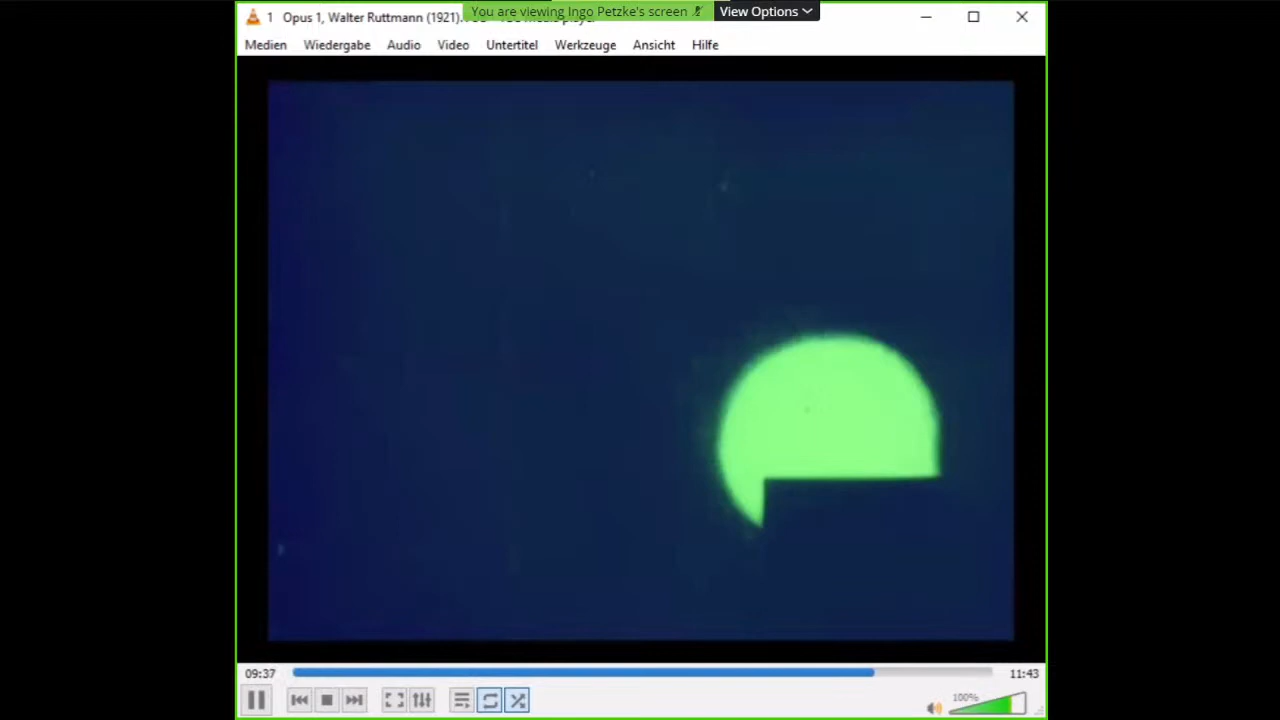 1 Opus 1, Walter Ruttmann (1921).
You are viewing Ingo Petzke's screen
View Options
Medien Wiedergabe Audio Video Untertitel Werkzeuge Ansicht Hilfe
09:37
11:43
100%